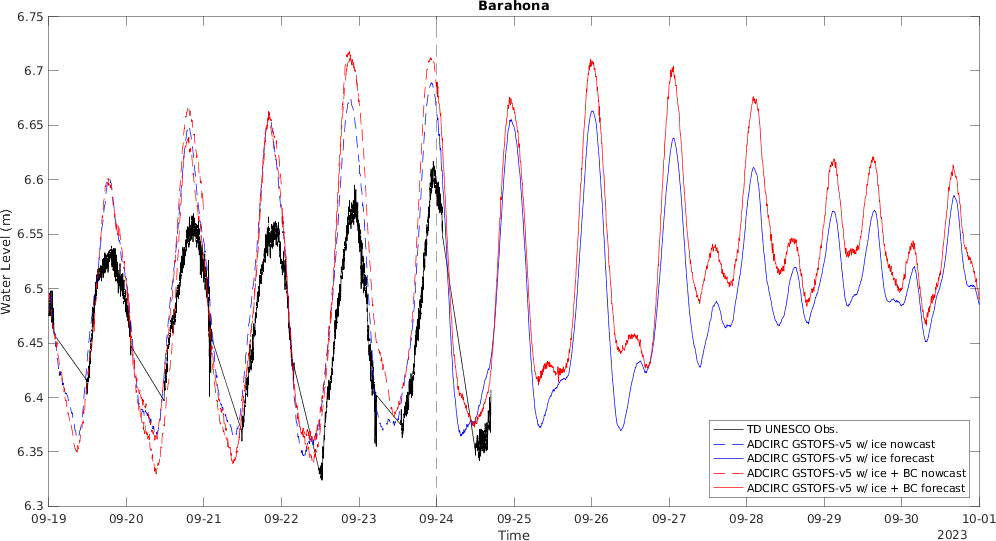 Barahona
6.75
6.7
6.65
6.6
6.55
6.5
6.45
6.4
6.35
6.3
Water Level (m)
TD UNESCO Obs.
ADCIRC GSTOFS-v5 w/ ice nowcast
ADCIRC GSTOFS-v5 w/ ice forecast
ADCIRC GSTOFS-v5 w/ ice + BC nowcast
ADCIRC GSTOFS-v5 w/ ice + BC forecast
09-19 09-20 09-21 09-22 09-23 09-24 09-25 09-26 09-27 09-28 09-29 09-30 10-01
Time
2023